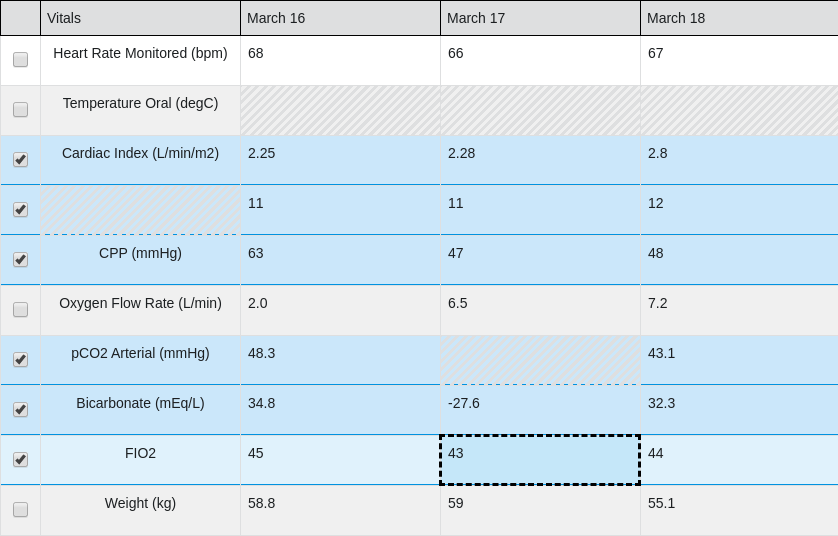 Vitals March 16 March 17 March 18
Heart Rate Monitored (bpm) 68 66 67
Temperature Oral (degC)
Cardiac Index (L/min/m2) 2.25 2.28 2.8
11 11 12
CPP (mmHg) 63 47 48
Oxygen Flow Rate (L/min) 2.0 6.5 7.2
pCO2 Arterial (mmHg) 48.3 43.1
Bicarbonate (mEq/L) 34.8 -27.6 32.3
FIO2 45 43 44
Weight (kg) 58.8 59 55.1